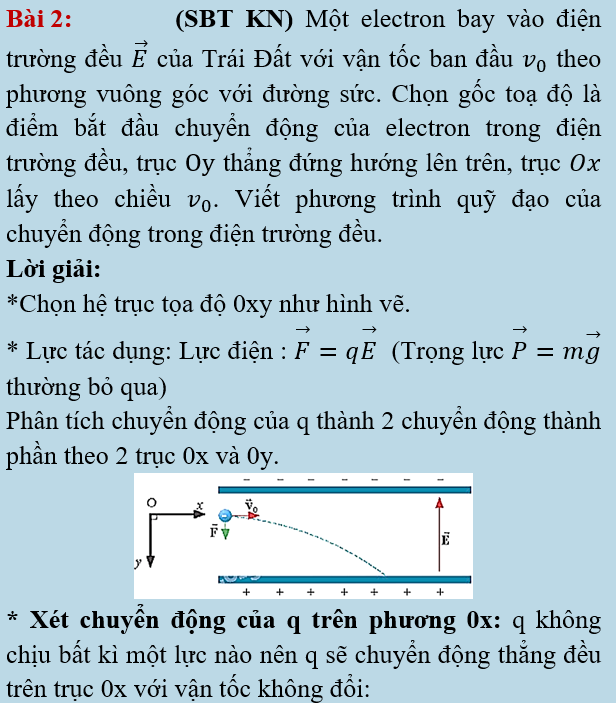 Bài 2: (SBT KN) Một electron bay vào điện
trường đều \vec{E} của Trái Đất với vận tốc ban đầu v₀ theo
phương vuông góc với đường sức. Chọn gốc toạ độ là
điểm bắt đầu chuyển động của electron trong điện
trường đều, trục Oy thẳng đứng hướng lên trên, trục Ox
lấy theo chiều v₀. Viết phương trình quỹ đạo của
chuyển động trong điện trường đều.
Lời giải:
*Chọn hệ trục tọa độ 0xy như hình vẽ.
* Lực tác dụng: Lực điện : \vec{F} = q\vec{E} (Trọng lực \vec{P} = m\vec{g}
thường bỏ qua)
Phân tích chuyển động của q thành 2 chuyển động thành
phần theo 2 trục 0x và 0y.
− − − − − − −
O x \vec{v}₀
\vec{F} \vec{E}
y
+ + + + + + +
* Xét chuyển động của q trên phương 0x: q không
chịu bất kì một lực nào nên q sẽ chuyển động thẳng đều
trên trục 0x với vận tốc không đổi: